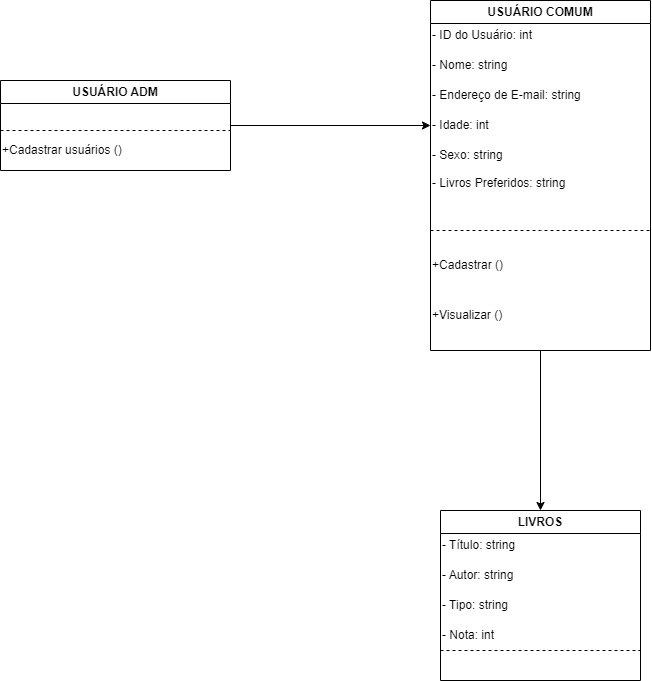 USUÁRIO COMUM
- ID do Usuário: int
- Nome: string
- Endereço de E-mail: string
- Idade: int
- Sexo: string
- Livros Preferidos: string
+Cadastrar ()
+Visualizar ()
USUÁRIO ADM
+Cadastrar usuários ()
LIVROS
- Título: string
- Autor: string
- Tipo: string
- Nota: int